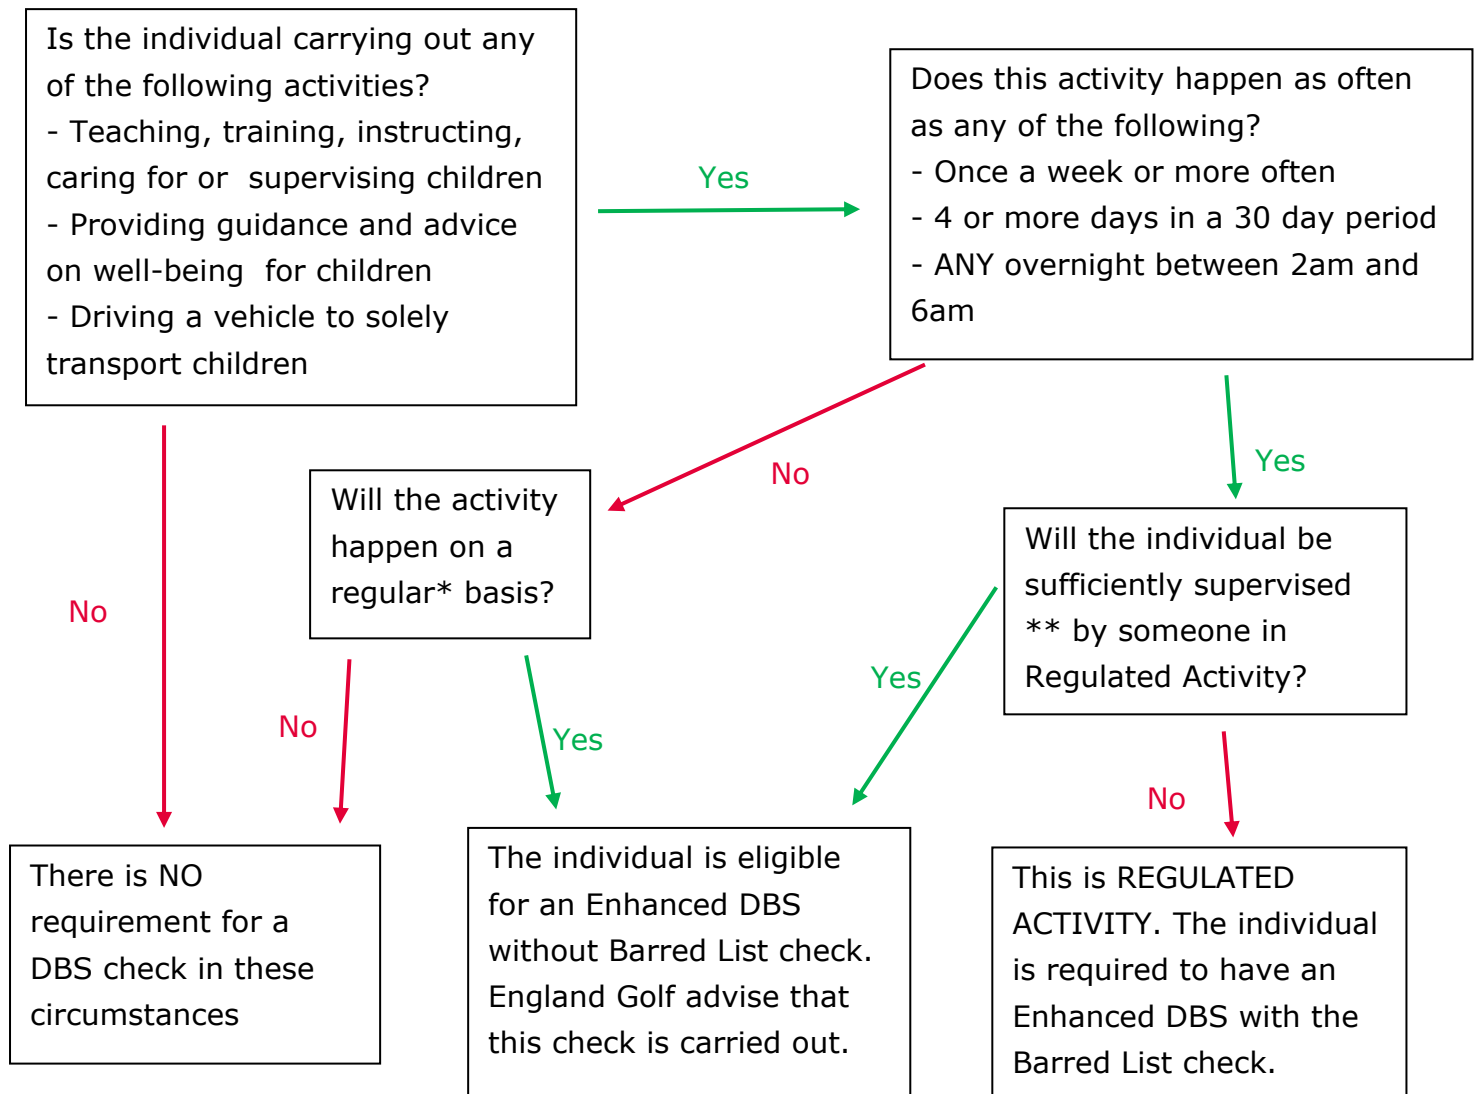 Is the individual carrying out any
of the following activities?
- Teaching, training, instructing,
caring for or  supervising children
- Providing guidance and advice
on well-being  for children
- Driving a vehicle to solely
transport children
Yes
Does this activity happen as often
as any of the following?
- Once a week or more often
- 4 or more days in a 30 day period
- ANY overnight between 2am and
6am
No
Yes
Will the activity
happen on a
regular* basis?
Will the individual be
sufficiently supervised
** by someone in
Regulated Activity?
No
No
Yes
Yes
No
There is NO
requirement for a
DBS check in these
circumstances
The individual is eligible
for an Enhanced DBS
without Barred List check.
England Golf advise that
this check is carried out.
This is REGULATED
ACTIVITY. The individual
is required to have an
Enhanced DBS with the
Barred List check.